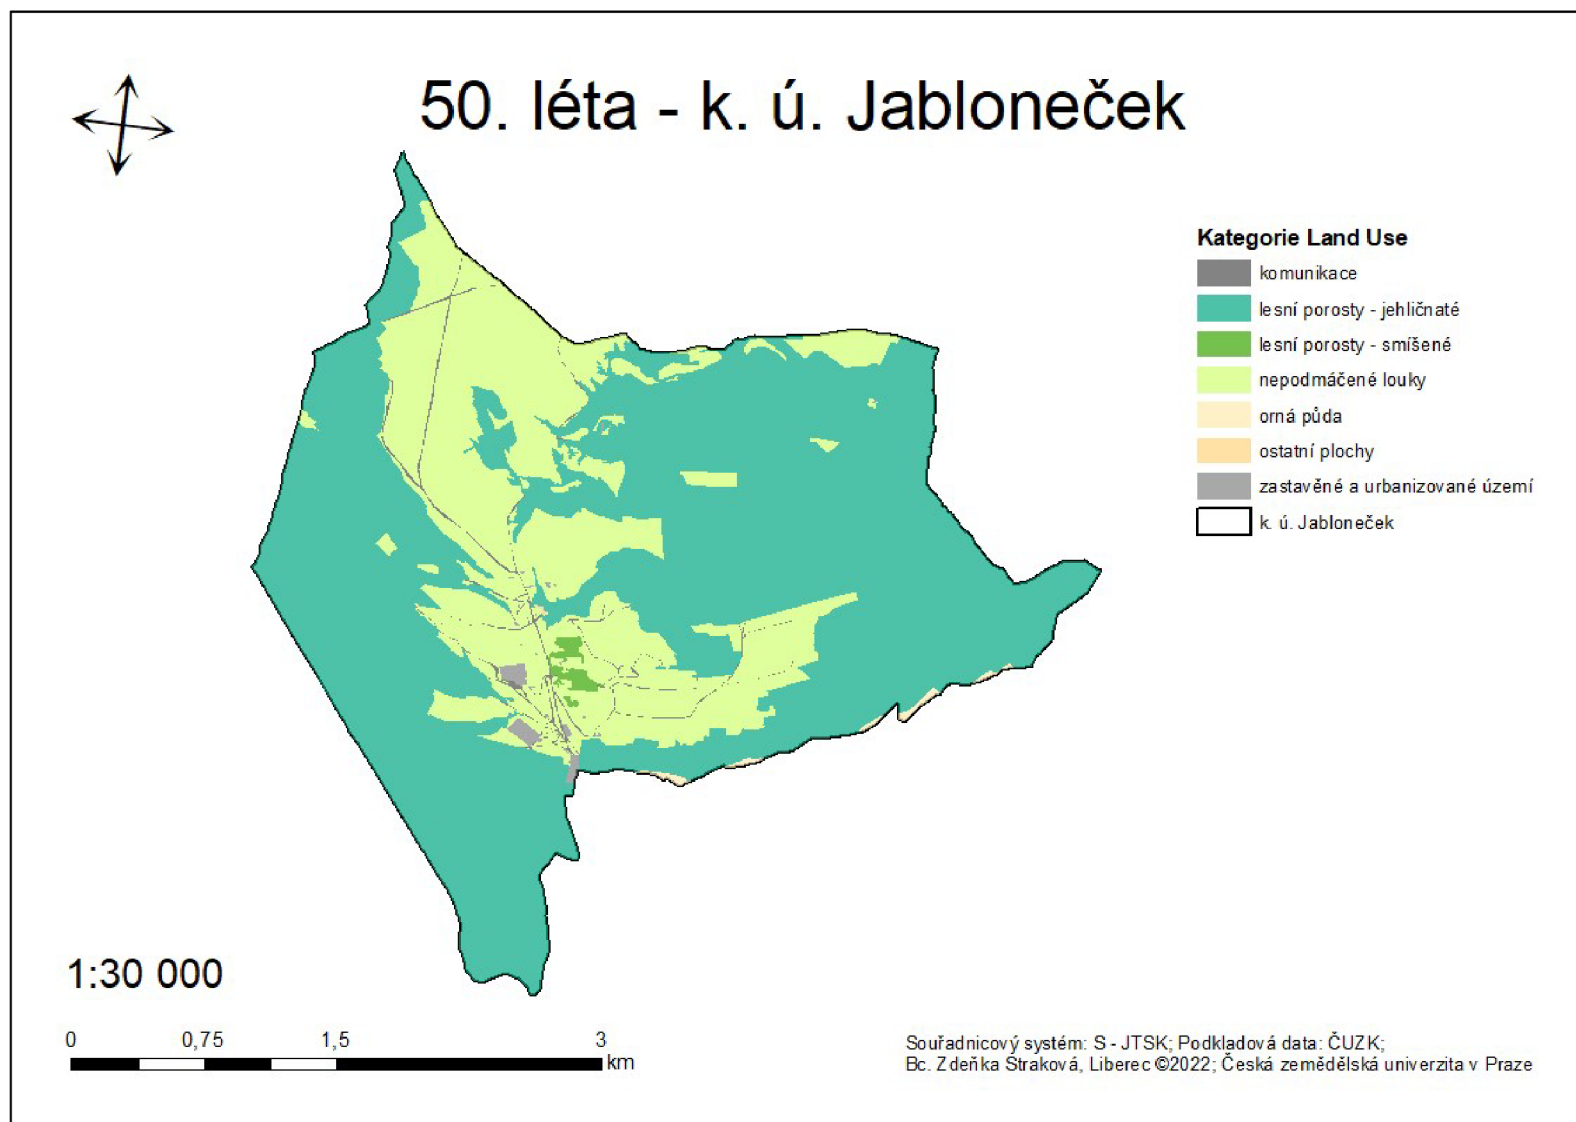 50. léta - k. ú. Jabloneček
Kategorie Land Use
komunikace
lesní porosty - jehličnaté
lesní porosty - smíšené
nepodmáčené louky
orná půda
ostatní plochy
zastavěné a urbanizované území
k. ú. Jabloneček
1:30 000
0 0,75 1,5 3
km
Souřadnicový systém: S - JTSK; Podkladová data: ČUZK;
Bc. Zdeňka Straková, Liberec ©2022; Česká zemědělská univerzita v Praze